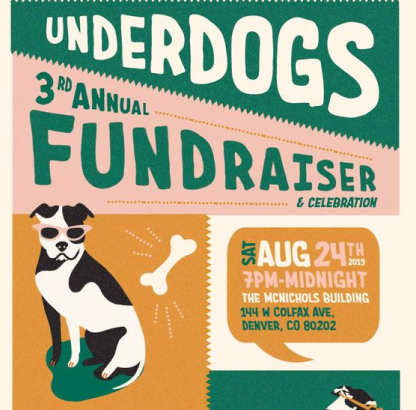 UNDERDOGS
3RD ANNUAL
FUNDRAISER
& CELEBRATION
SAT AUG 24TH 2019
7PM-MIDNIGHT
THE MCNICHOLS BUILDING
144 W COLFAX AVE,
DENVER, CO 80202